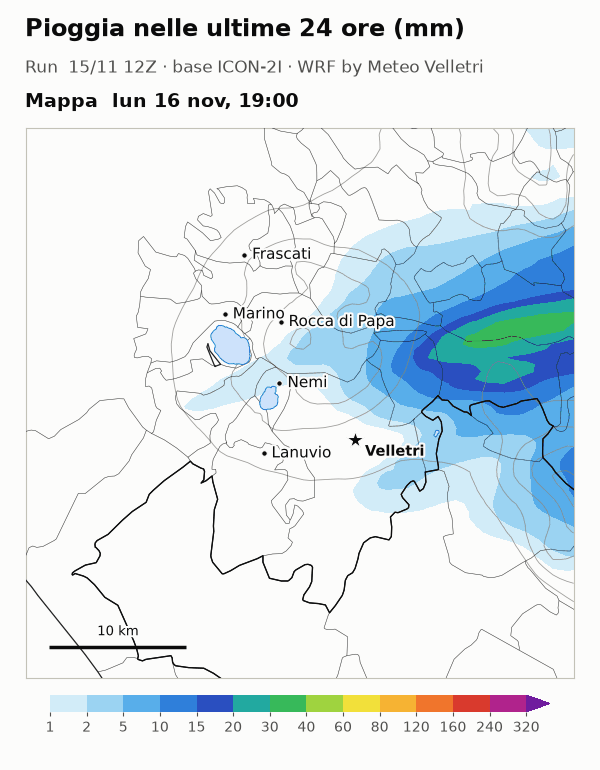 Pioggia nelle ultime 24 ore (mm)
Run  15/11 12Z · base ICON-2I · WRF by Meteo Velletri
Mappa  lun 16 nov, 19:00
Frascati
Marino
Rocca di Papa
Nemi
Velletri
Lanuvio
10 km
1 2 5 10 15 20 30 40 60 80 120 160 240 320